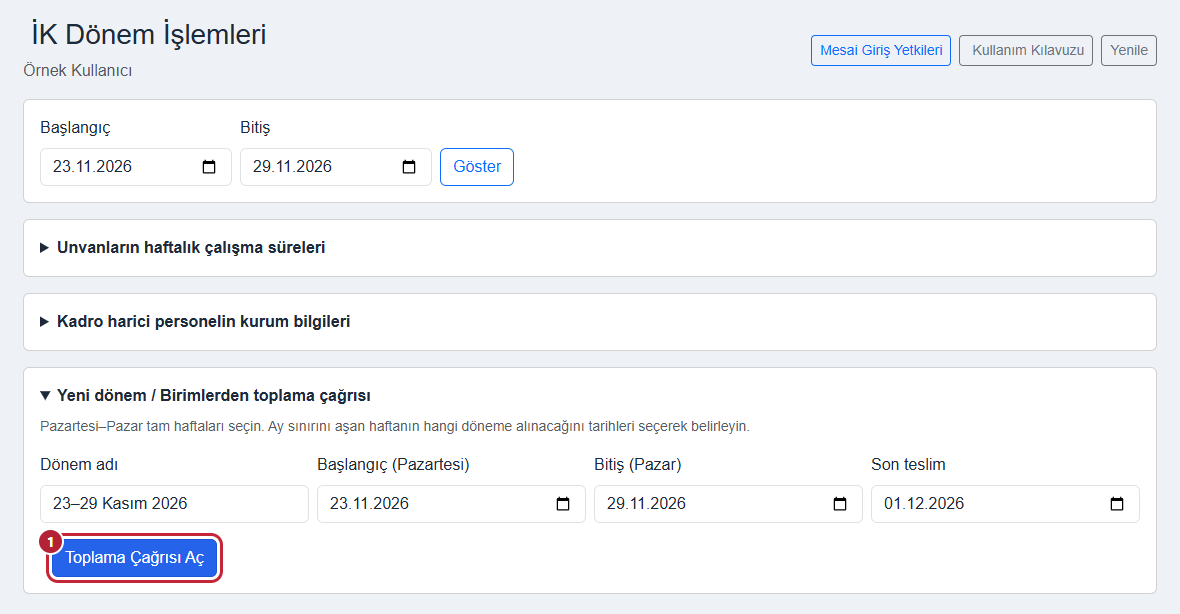 İK Dönem İşlemleri
Örnek Kullanıcı
Mesai Giriş Yetkileri
Kullanım Kılavuzu
Yenile
Başlangıç
Bitiş
23.11.2026
29.11.2026
Göster
Unvanların haftalık çalışma süreleri
Kadro harici personelin kurum bilgileri
Yeni dönem / Birimlerden toplama çağrısı
Pazartesi–Pazar tam haftaları seçin. Ay sınırını aşan haftanın hangi döneme alınacağını tarihleri seçerek belirleyin.
Dönem adı
Başlangıç (Pazartesi)
Bitiş (Pazar)
Son teslim
23–29 Kasım 2026
23.11.2026
29.11.2026
01.12.2026
1
Toplama Çağrısı Aç